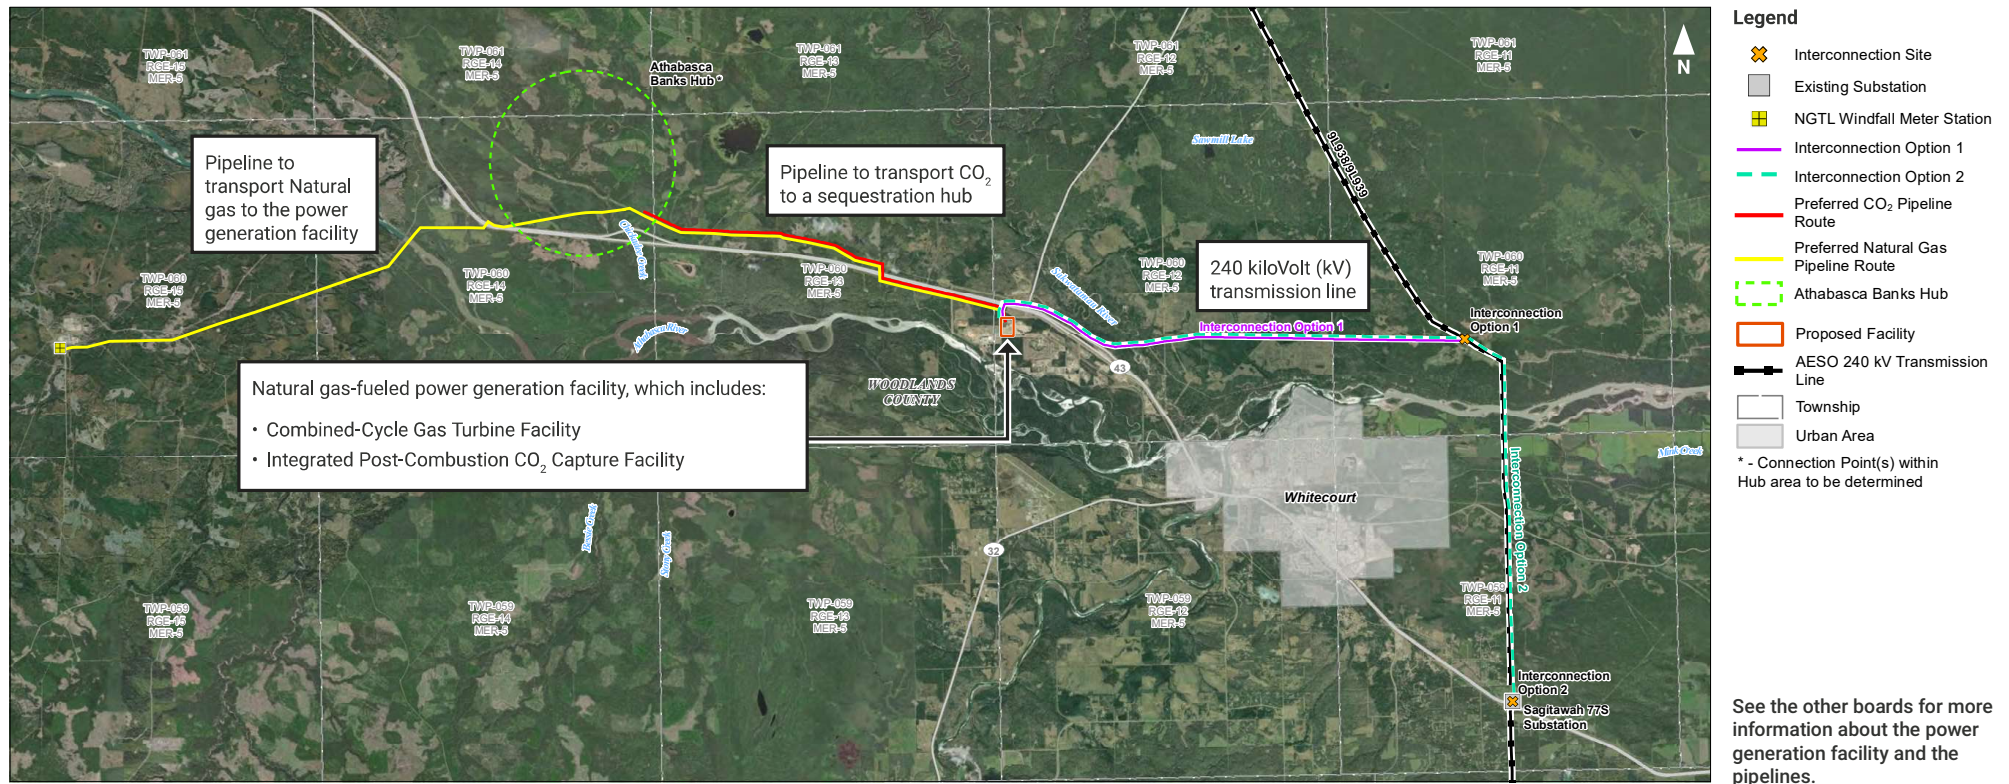 TWP-061
RGE-15
MER-5
TWP-061
RGE-14
MER-5
Athabasca
Banks Hub *
TWP-061
RGE-13
MER-5
TWP-061
RGE-12
MER-5
TWP-061
RGE-11
MER-5
N
Pipeline to
transport Natural
gas to the power
generation facility
Pipeline to transport CO₂
to a sequestration hub
Sawmill Lake
9L938/9L939
240 kiloVolt (kV)
transmission line
TWP-060
RGE-15
MER-5
TWP-060
RGE-14
MER-5
TWP-060
RGE-13
MER-5
TWP-060
RGE-12
MER-5
TWP-060
RGE-11
MER-5
Athabasca River
Interconnection Option 1
Interconnection
Option 1
43
WOODLANDS
COUNTY
Natural gas-fueled power generation facility, which includes:
• Combined-Cycle Gas Turbine Facility
• Integrated Post-Combustion CO₂ Capture Facility
Mink Creek
Whitecourt
Interconnection Option 2
Bessie Creek
Stony Creek
32
TWP-059
RGE-15
MER-5
TWP-059
RGE-14
MER-5
TWP-059
RGE-13
MER-5
TWP-059
RGE-12
MER-5
TWP-059
RGE-11
MER-5
Interconnection
Option 2
Sagitawah 77S
Substation
Legend
Interconnection Site
Existing Substation
NGTL Windfall Meter Station
Interconnection Option 1
Interconnection Option 2
Preferred CO₂ Pipeline
Route
Preferred Natural Gas
Pipeline Route
Athabasca Banks Hub
Proposed Facility
AESO 240 kV Transmission
Line
Township
Urban Area
* - Connection Point(s) within
Hub area to be determined
See the other boards for more
information about the power
generation facility and the
pipelines.